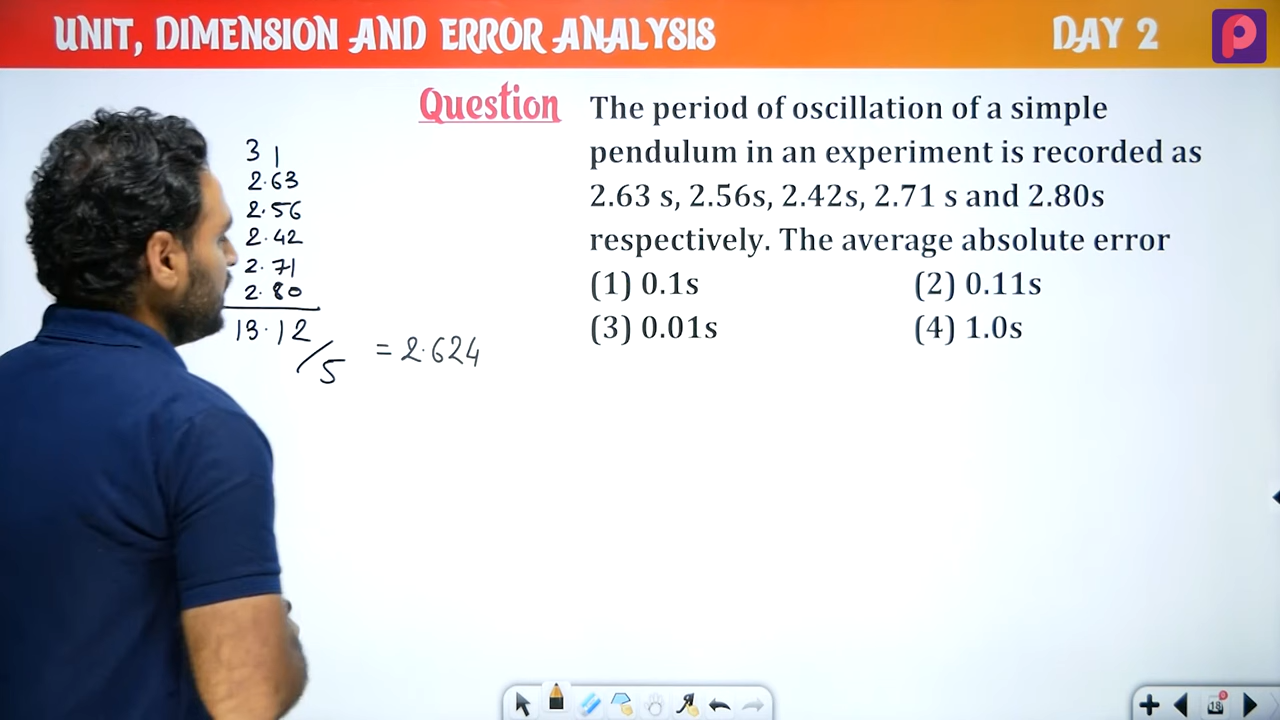 UNIT, DIMENSION AND ERROR ANALYSIS
DAY 2
Question
The period of oscillation of a simple
pendulum in an experiment is recorded as
2.63 s, 2.56s, 2.42s, 2.71 s and 2.80s
respectively. The average absolute error
(1) 0.1s
(2) 0.11s
(3) 0.01s
(4) 1.0s
3 1
2.63
2.56
2.42
2.71
2.80
13.12
/5 = 2.624
18